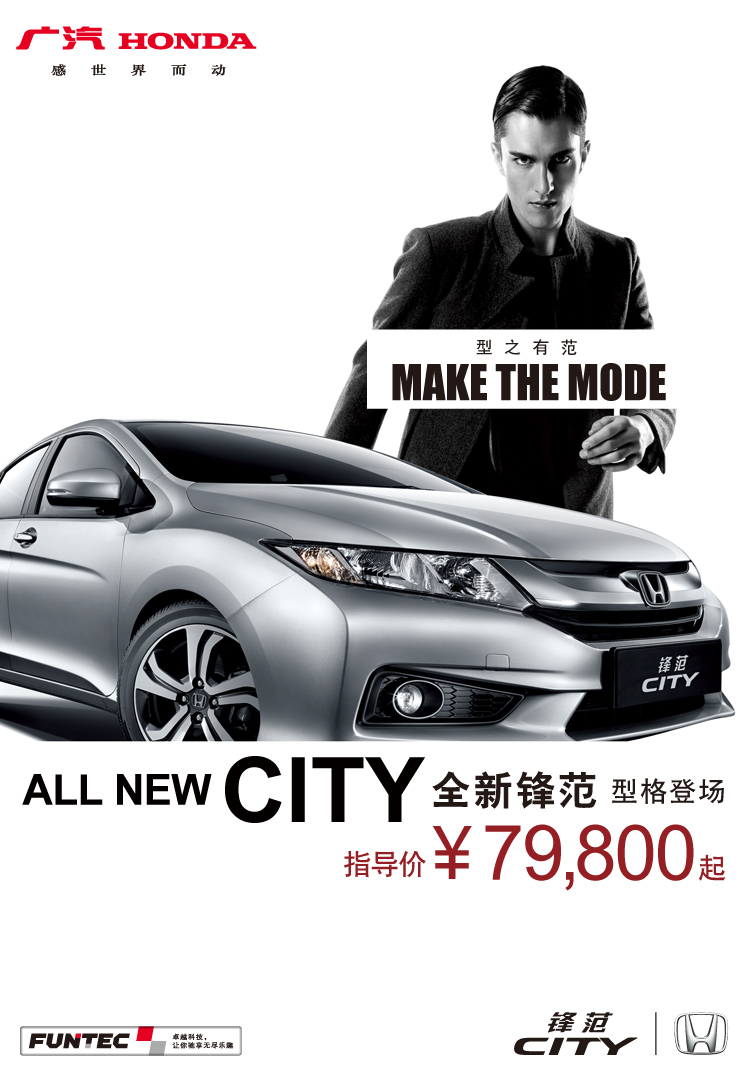 广汽 HONDA
感世界而动
型之有范
MAKE THE MODE
锋范
CITY
ALL NEW CITY 全新锋范 型格登场
指导价 ¥79,800起
FUNTEC 卓越科技，
让你驰享无尽乐趣
锋范
CITY